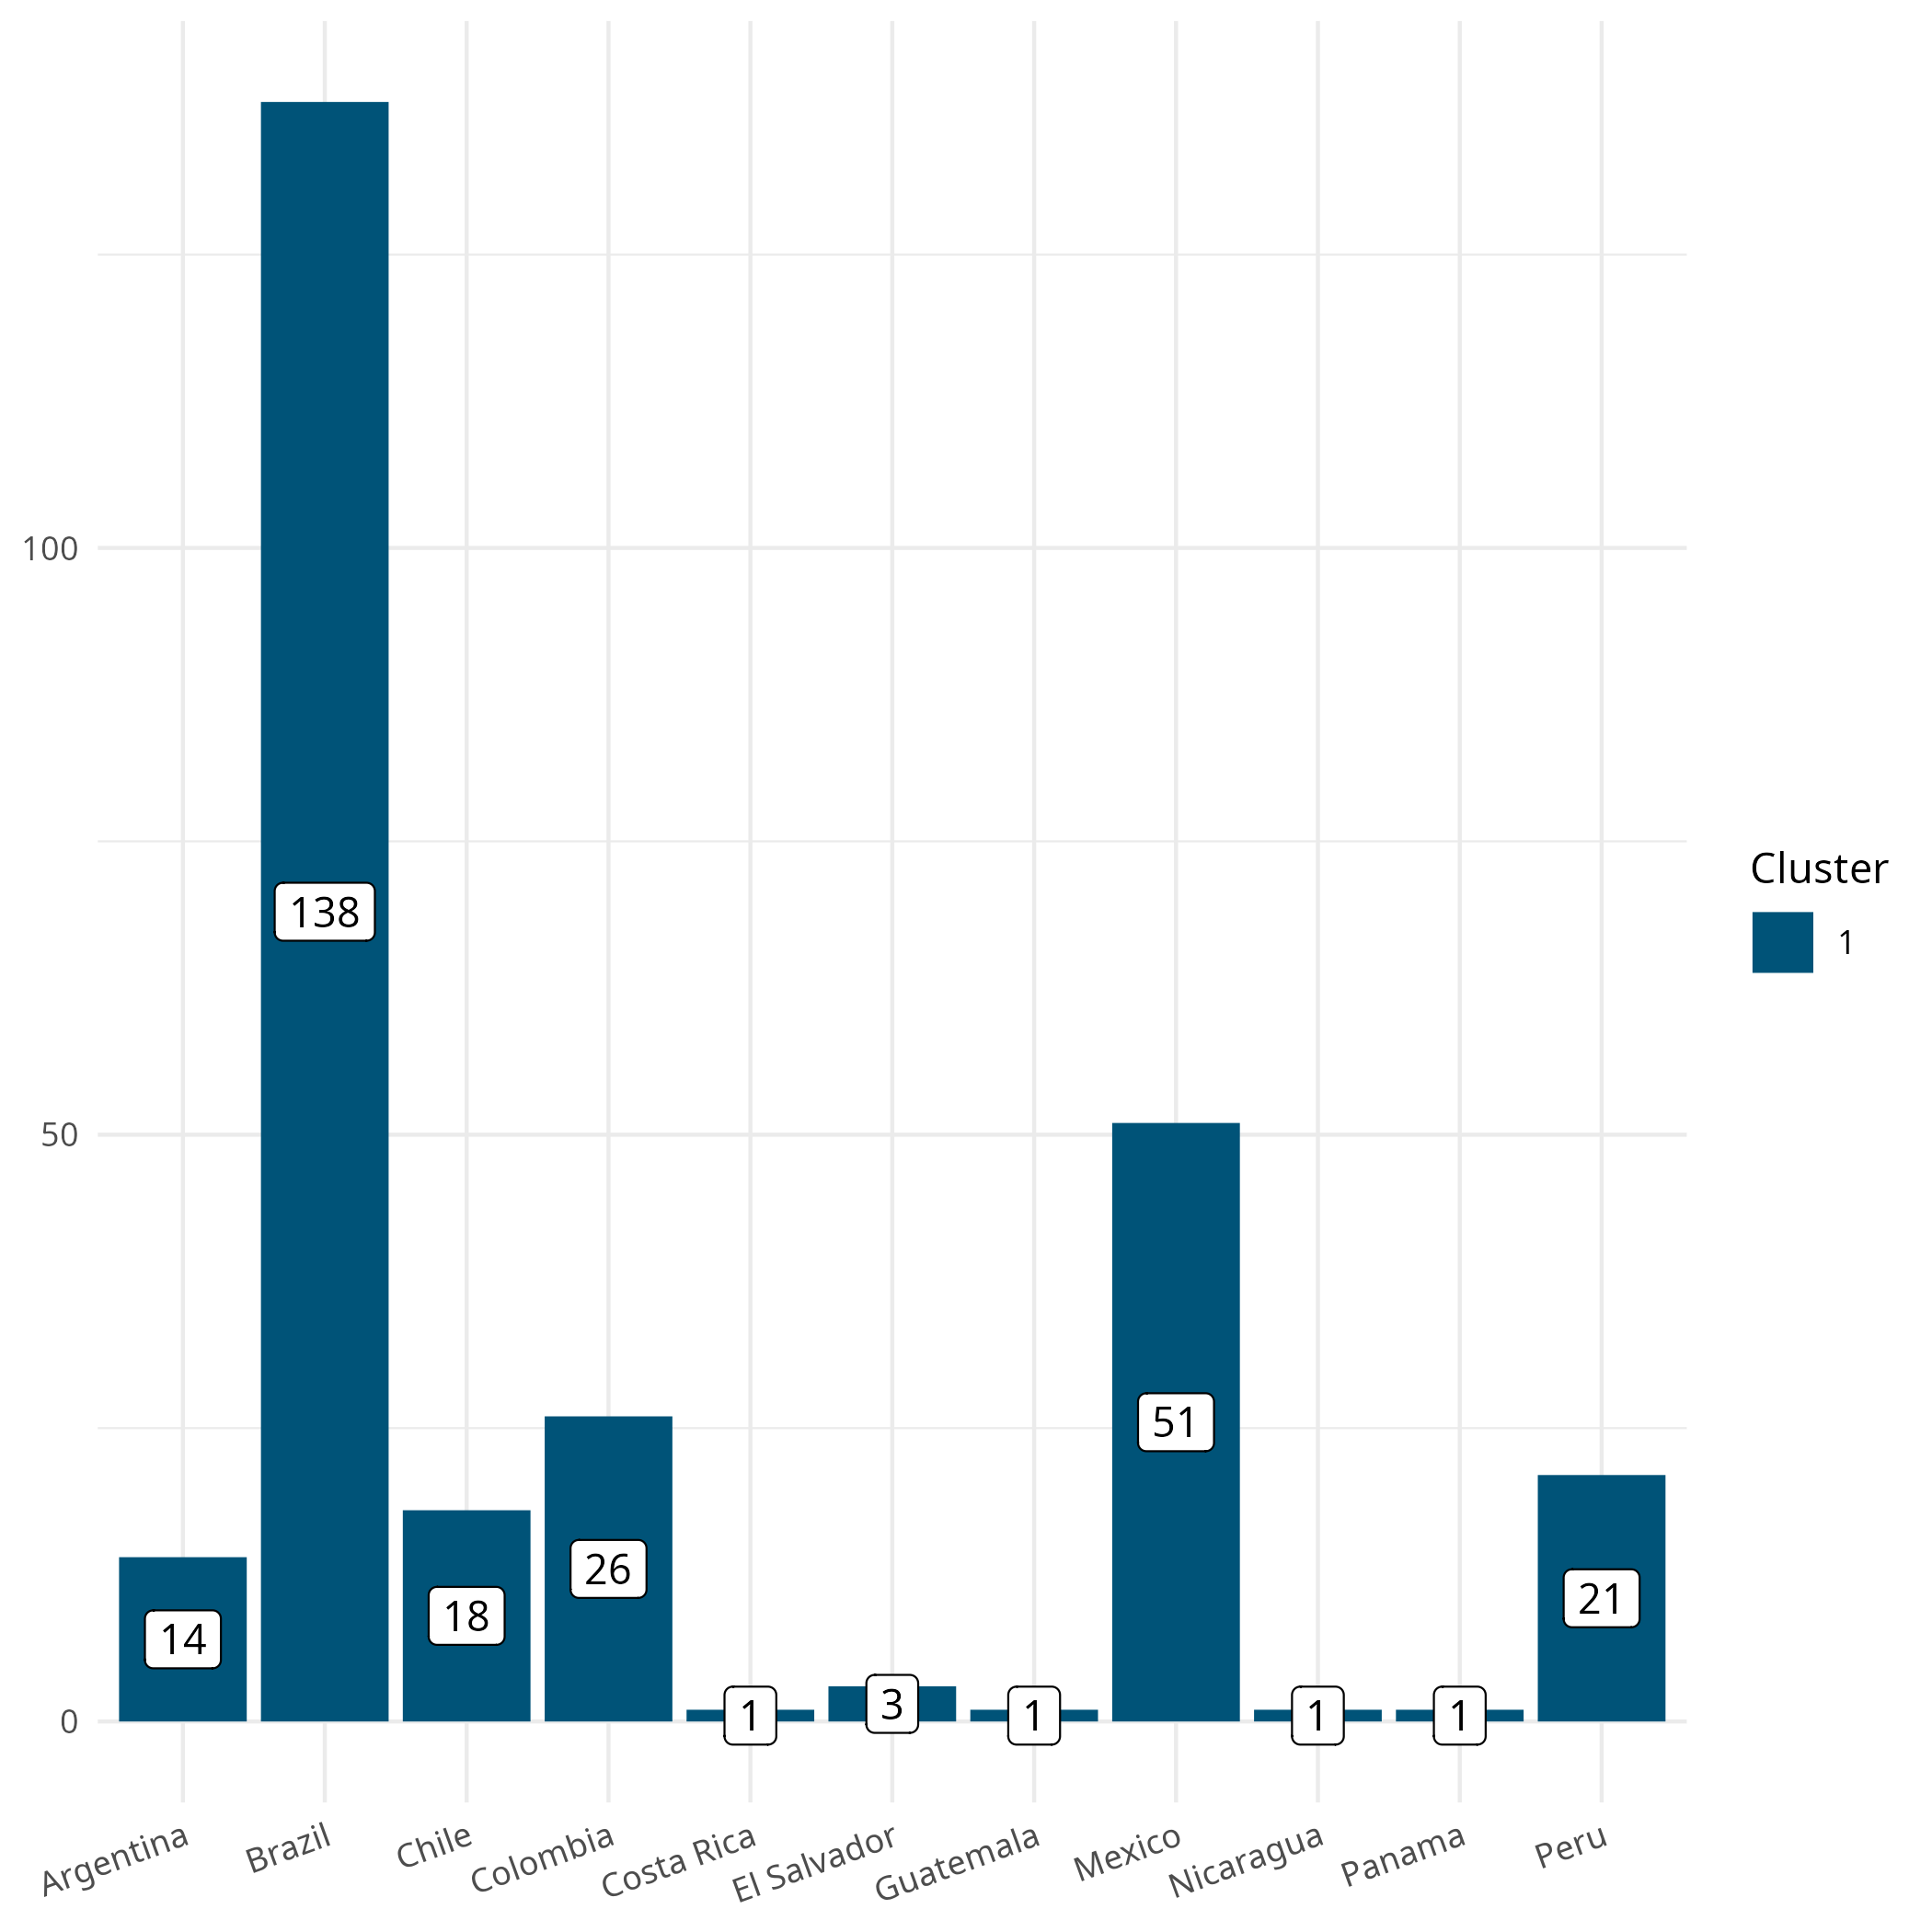 100
50
0
138
14
18
26
1
3
1
51
1
1
21
Argentina
Brazil
Chile
Colombia
Costa Rica
El Salvador
Guatemala
Mexico
Nicaragua
Panama
Peru
Cluster
1